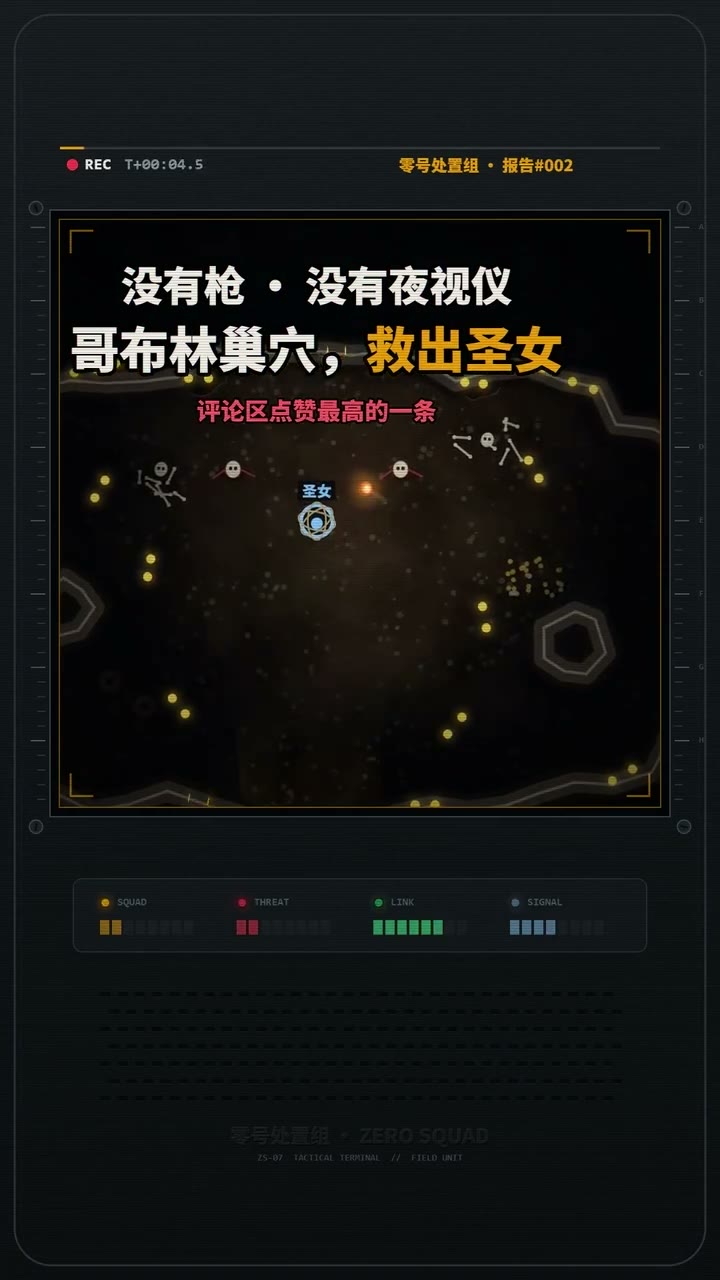 REC T+00:04.5 零号处置组 • 报告#002
没有枪 • 没有夜视仪
哥布林巢穴，救出圣女
评论区点赞最高的一条
圣女
SQUAD THREAT LINK SIGNAL
零号处置组 • ZERO SQUAD
ZS-07 TACTICAL TERMINAL // FIELD UNIT